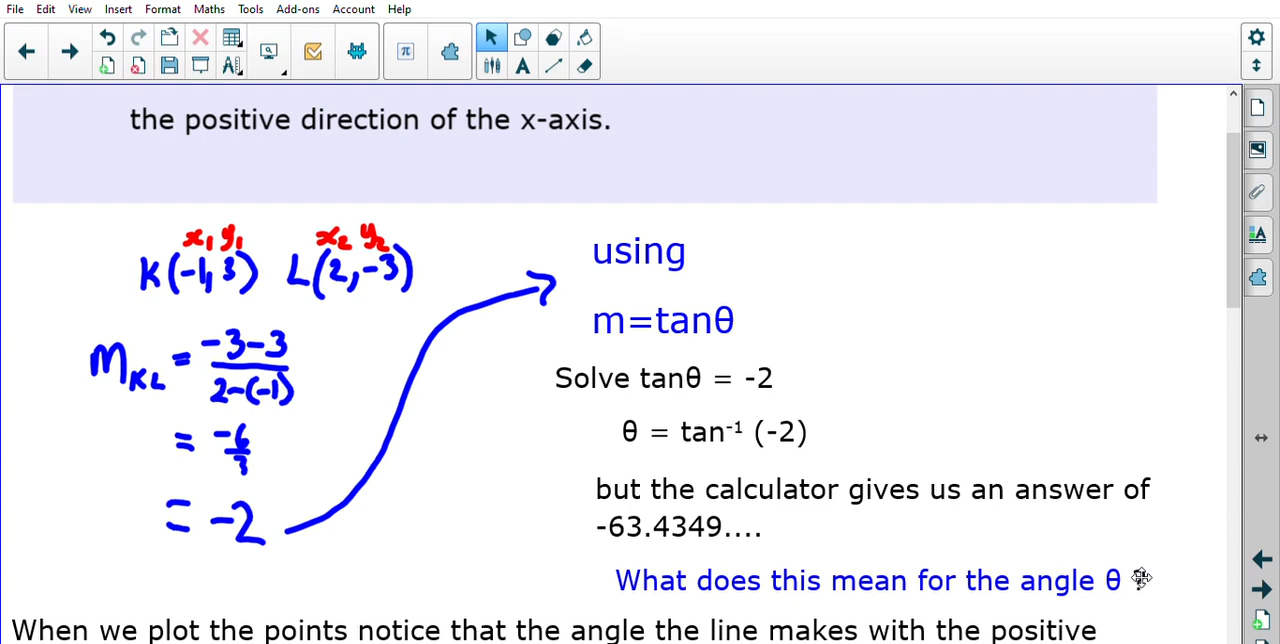 File Edit View Insert Format Maths Tools Add-ons Account Help
the positive direction of the x-axis.
x₁ y₁ x₂ y₂
K(-1, 3) L(2, -3)
m_KL = -3-3 / 2-(-1)
= -6/3
= -2
using
m=tanθ
Solve tanθ = -2
θ = tan⁻¹ (-2)
but the calculator gives us an answer of
-63.4349....
What does this mean for the angle θ
When we plot the points notice that the angle the line makes with the positive